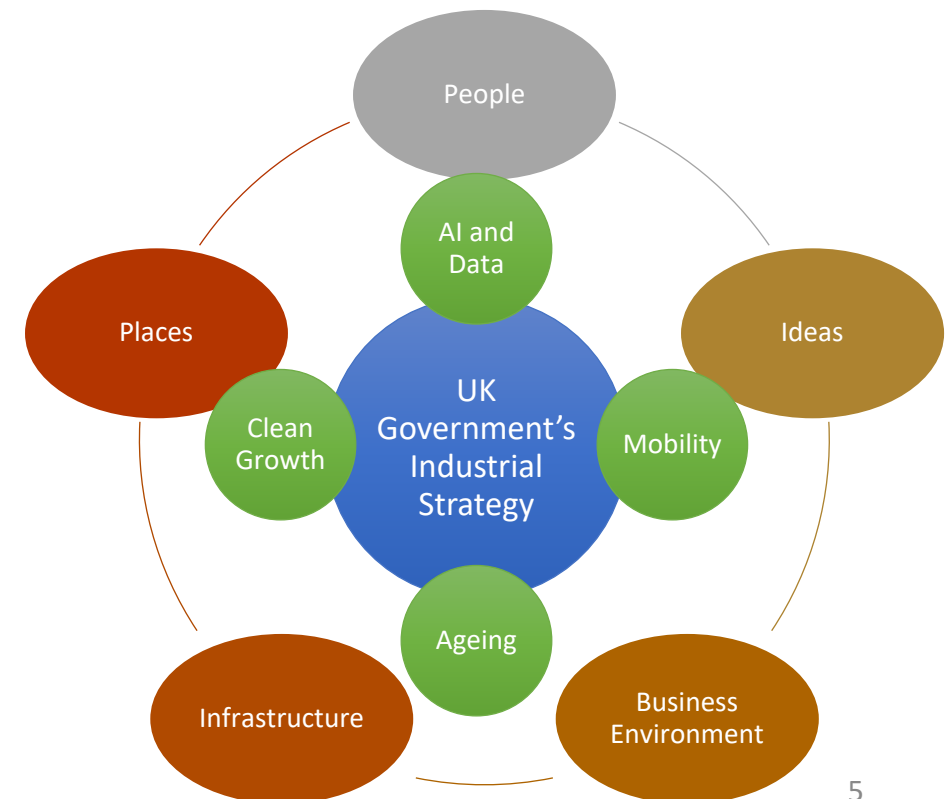 People
AI and
Data
Places
Ideas
UK
Government’s
Industrial
Strategy
Clean
Growth
Mobility
Ageing
Infrastructure
Business
Environment
5